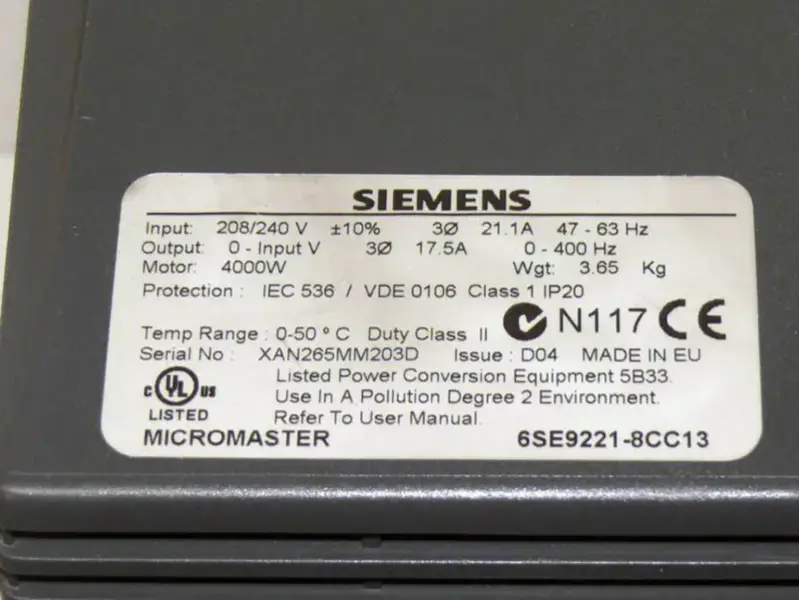 SIEMENS
Input: 208/240 V ±10% 3Ø 21.1A 47 - 63 Hz
Output: 0 - Input V 3Ø 17.5A 0 - 400 Hz
Motor: 4000W Wgt: 3.65 Kg
Protection : IEC 536 / VDE 0106 Class 1 IP20
N117 CE
Temp Range : 0-50 ° C Duty Class II
Serial No : XAN265MM203D Issue : D04 MADE IN EU
c UL us Listed Power Conversion Equipment 5B33.
Use In A Pollution Degree 2 Environment.
LISTED Refer To User Manual.
MICROMASTER 6SE9221-8CC13